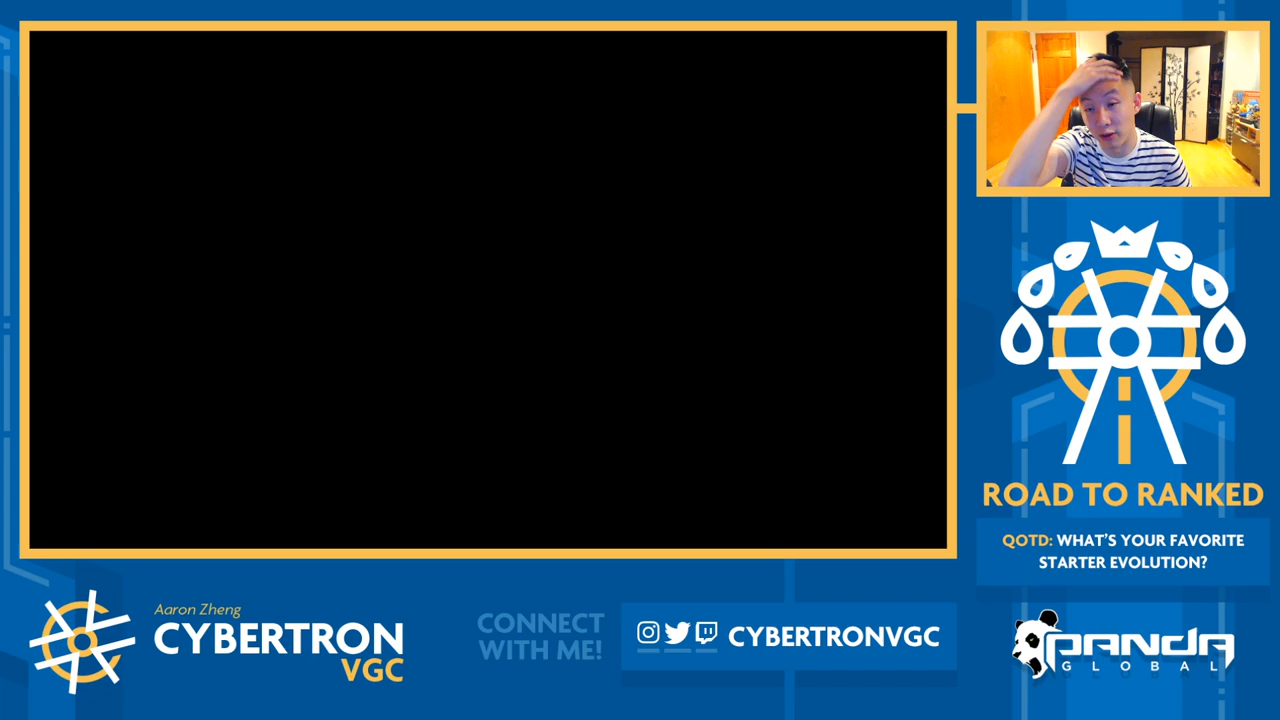 ROAD TO RANKED
QOTD: WHAT'S YOUR FAVORITE
STARTER EVOLUTION?
Aaron Zheng
CYBERTRON
VGC
CONNECT
WITH ME!
CYBERTRONVGC
PANDA
GLOBAL